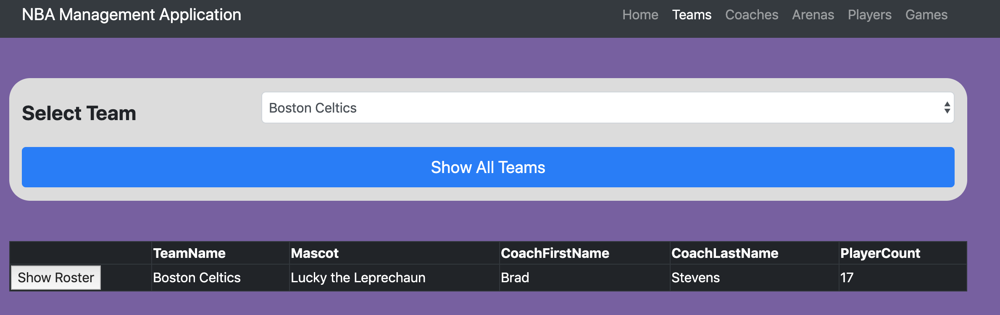 NBA Management Application Home Teams Coaches Arenas Players Games
Select Team Boston Celtics
Show All Teams
TeamName Mascot CoachFirstName CoachLastName PlayerCount
Show Roster Boston Celtics Lucky the Leprechaun Brad Stevens 17